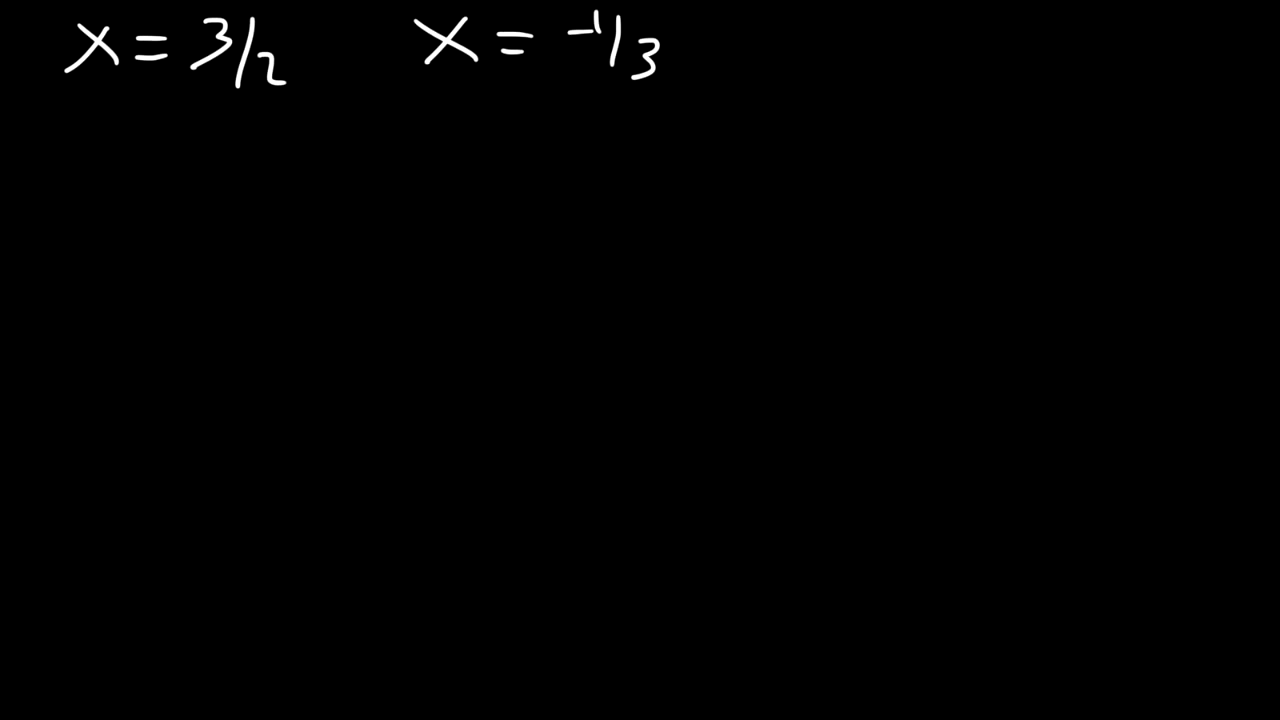 x = 3/2 x = -1/3